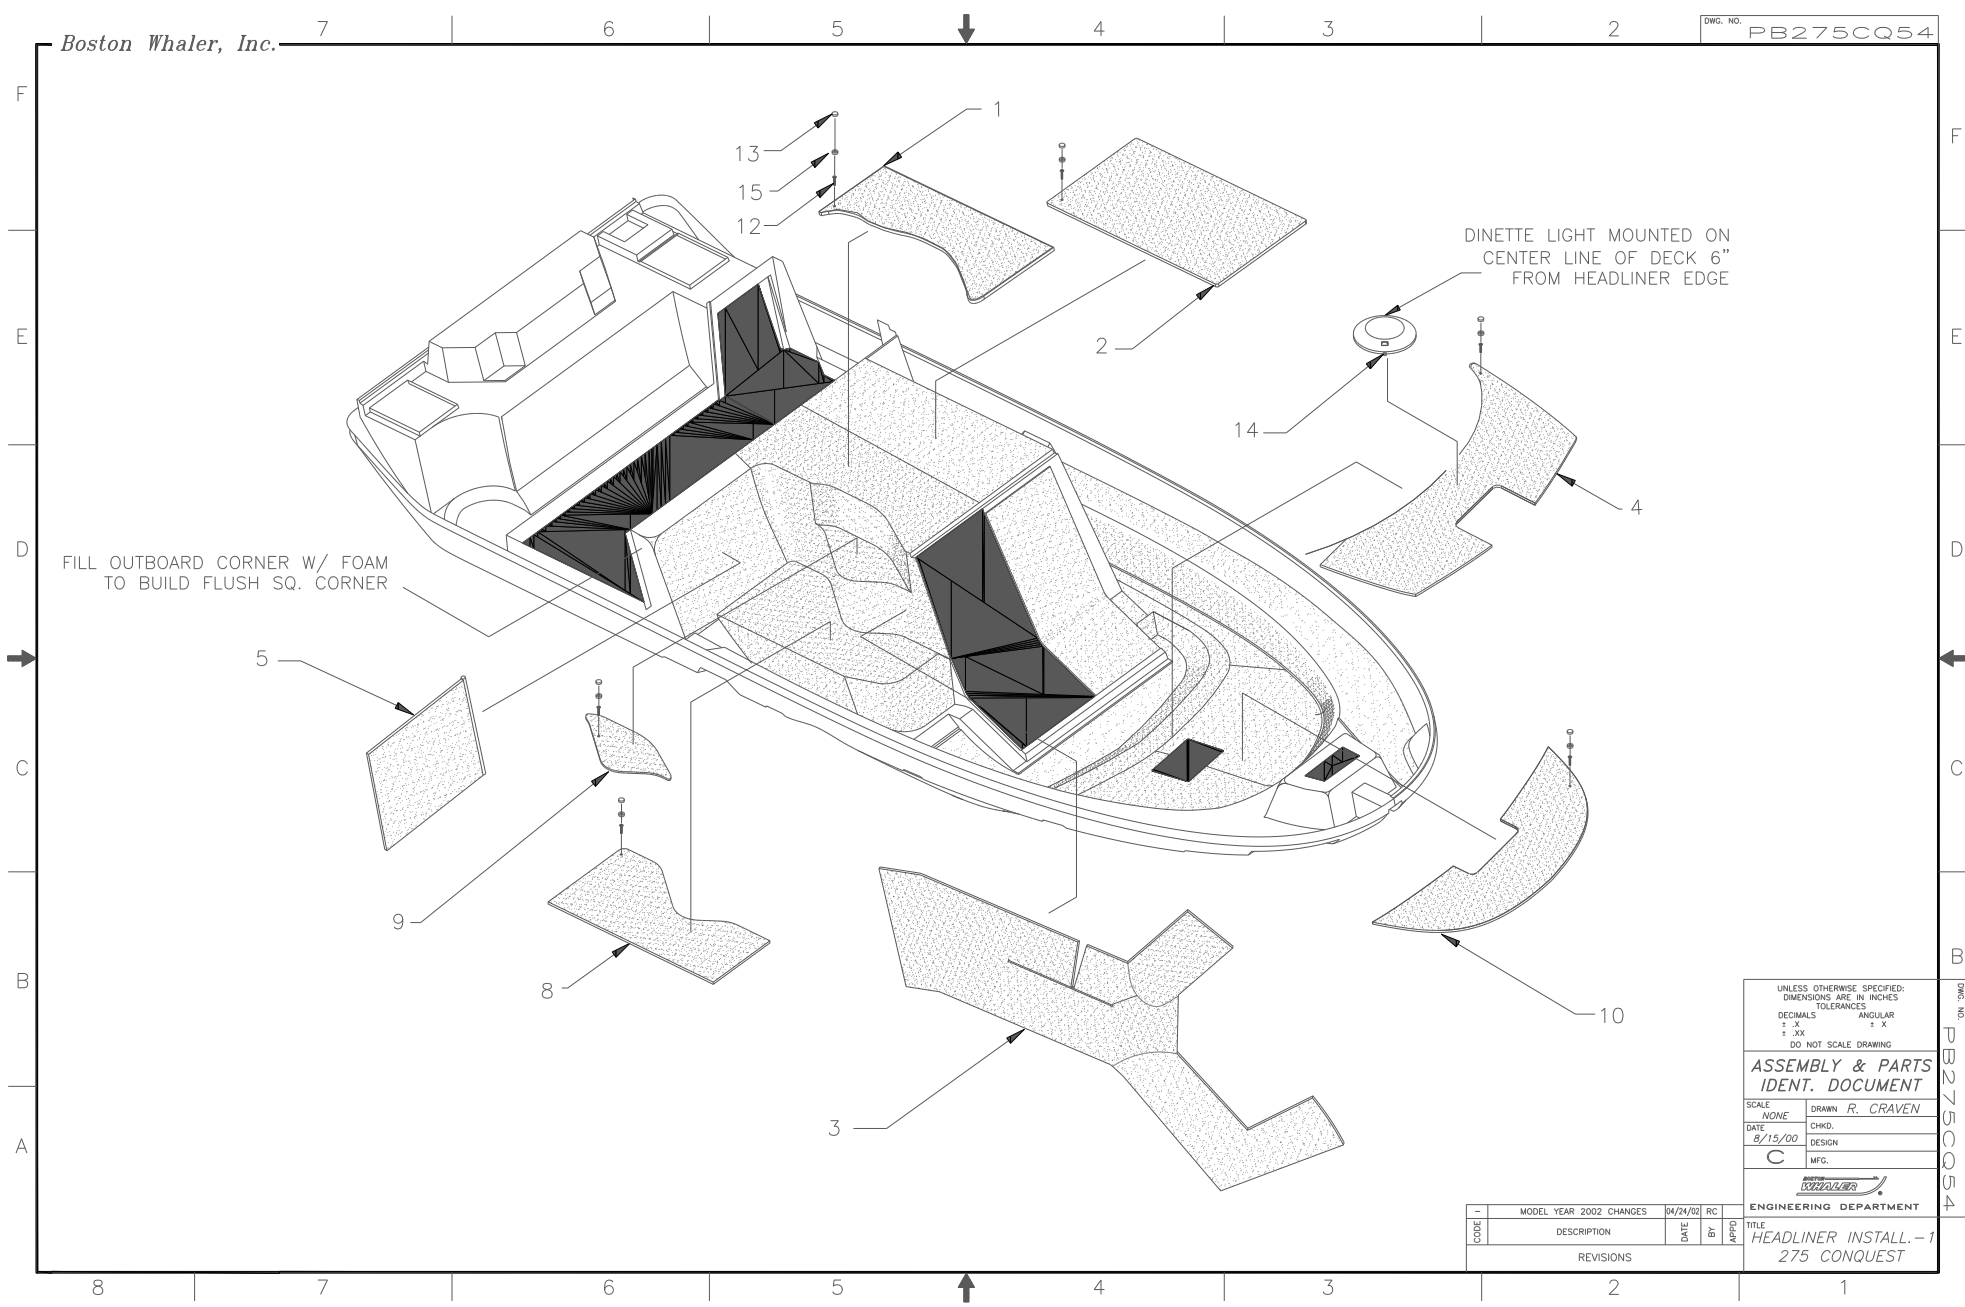 7 6 5 4 3 2
DWG. NO.
PB275CQ54
Boston Whaler, Inc.
F
F
1
13
15
12
DINETTE LIGHT MOUNTED ON
CENTER LINE OF DECK 6”
FROM HEADLINER EDGE
E
E
2
14
4
D
D
FILL OUTBOARD CORNER W/ FOAM
TO BUILD FLUSH SQ. CORNER
5
C
C
9
8
10
3
B
B
A
UNLESS OTHERWISE SPECIFIED:
DIMENSIONS ARE IN INCHES
TOLERANCES
DECIMALS ANGULAR
± .X ± X
± .XX
DO NOT SCALE DRAWING
DWG. NO.
PB275CQ54
ASSEMBLY & PARTS
IDENT. DOCUMENT
SCALE
NONE
DRAWN R. CRAVEN
DATE
8/15/00
CHKD.
DESIGN
C
MFG.
BOSTON
WHALER
ENGINEERING DEPARTMENT
TITLE
HEADLINER INSTALL.-1
275 CONQUEST
- MODEL YEAR 2002 CHANGES 04/24/02 RC
CODE DESCRIPTION DATE BY APPD
REVISIONS
8 7 6 5 4 3 2 1